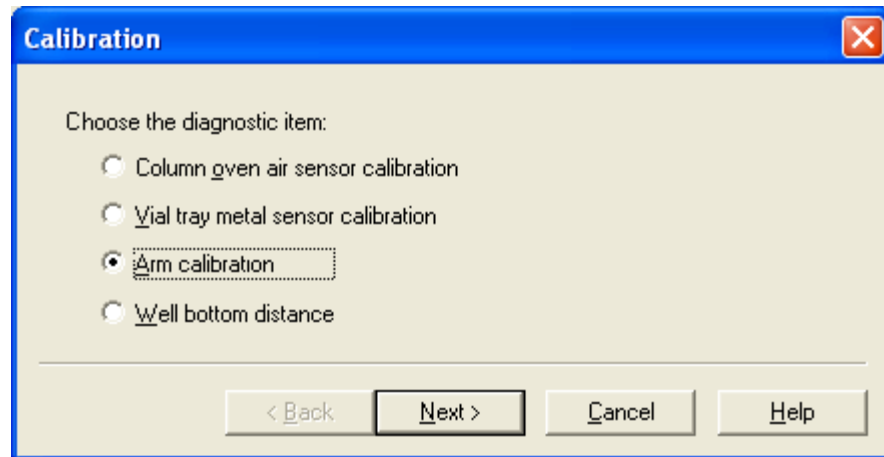 Calibration
Choose the diagnostic item:
Column oven air sensor calibration
Vial tray metal sensor calibration
Arm calibration
Well bottom distance
< Back Next > Cancel Help